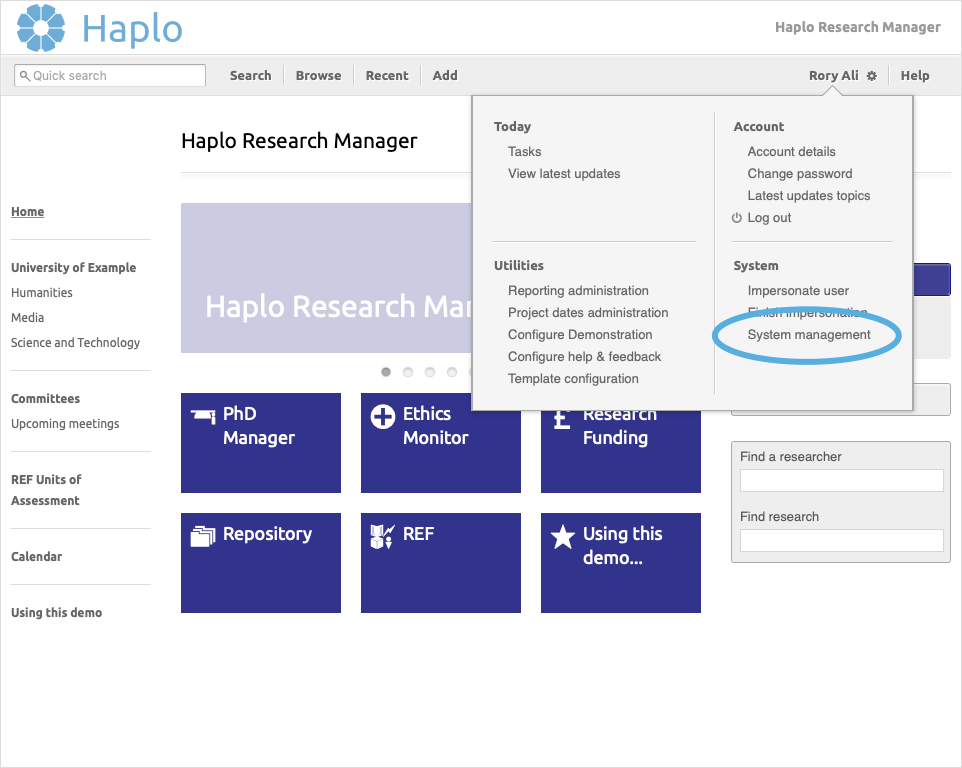 Haplo
Haplo Research Manager
Quick search
Search
Browse
Recent
Add
Rory Ali
Help
Haplo Research Manager
Today
Tasks
View latest updates
Account
Account details
Change password
Latest updates topics
Log out
Utilities
Reporting administration
Project dates administration
Configure Demonstration
Configure help & feedback
Template configuration
System
Impersonate user
Finish impersonation
System management
Home
University of Example
Humanities
Media
Science and Technology
Committees
Upcoming meetings
REF Units of
Assessment
Calendar
Using this demo
Haplo Research Ma
PhD
Manager
Ethics
Monitor
£ Research
Funding
Repository
REF
Using this
demo...
Find a researcher
Find research